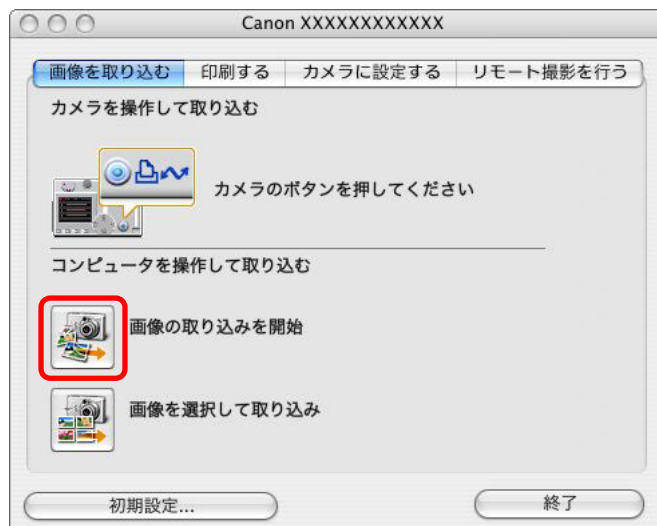 Canon XXXXXXXXXXXX
画像を取り込む 印刷する カメラに設定する リモート撮影を行う
カメラを操作して取り込む
カメラのボタンを押してください
コンピュータを操作して取り込む
画像の取り込みを開始
画像を選択して取り込み
初期設定... 終了